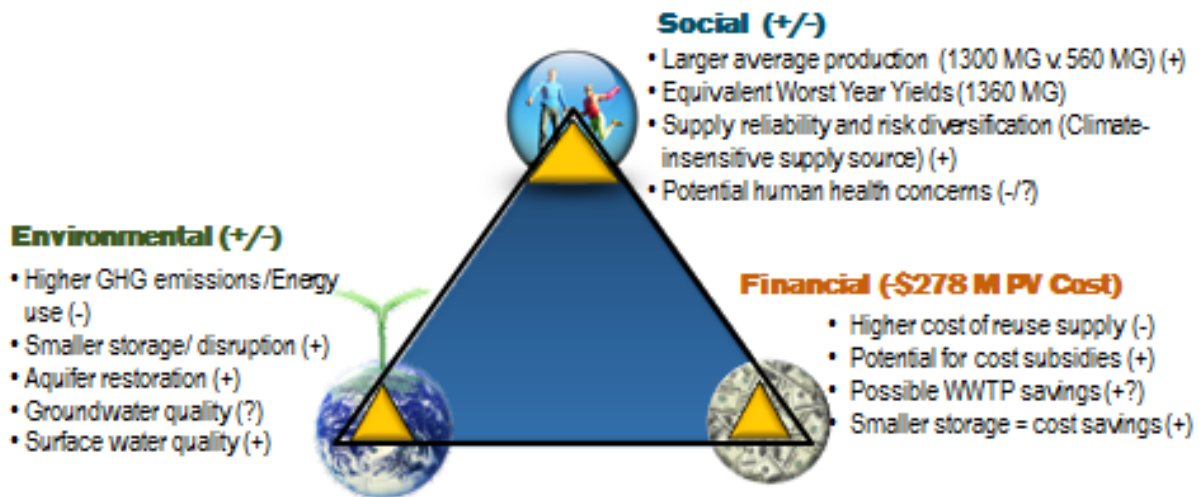 Social (+/-)
• Larger average production (1300 MG v. 560 MG) (+)
• Equivalent Worst Year Yields (1360 MG)
• Supply reliability and risk diversification (Climate-
insensitive supply source) (+)
• Potential human health concerns (-/?)
Environmental (+/-)
• Higher GHG emissions /Energy
use (-)
• Smaller storage/ disruption (+)
• Aquifer restoration (+)
• Groundwater quality (?)
• Surface water quality (+)
Financial (-$278 M PV Cost)
• Higher cost of reuse supply (-)
• Potential for cost subsidies (+)
• Possible WWTP savings (+?)
• Smaller storage = cost savings (+)